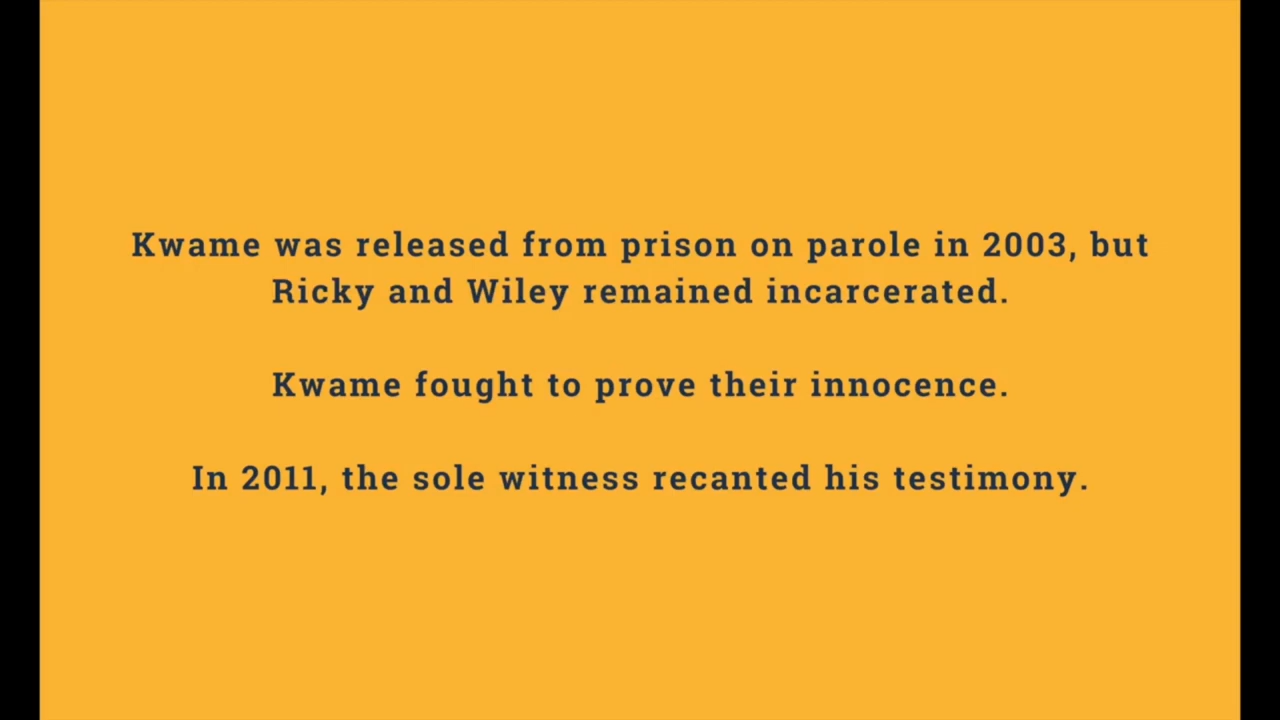 Kwame was released from prison on parole in 2003, but
Ricky and Wiley remained incarcerated.
Kwame fought to prove their innocence.
In 2011, the sole witness recanted his testimony.